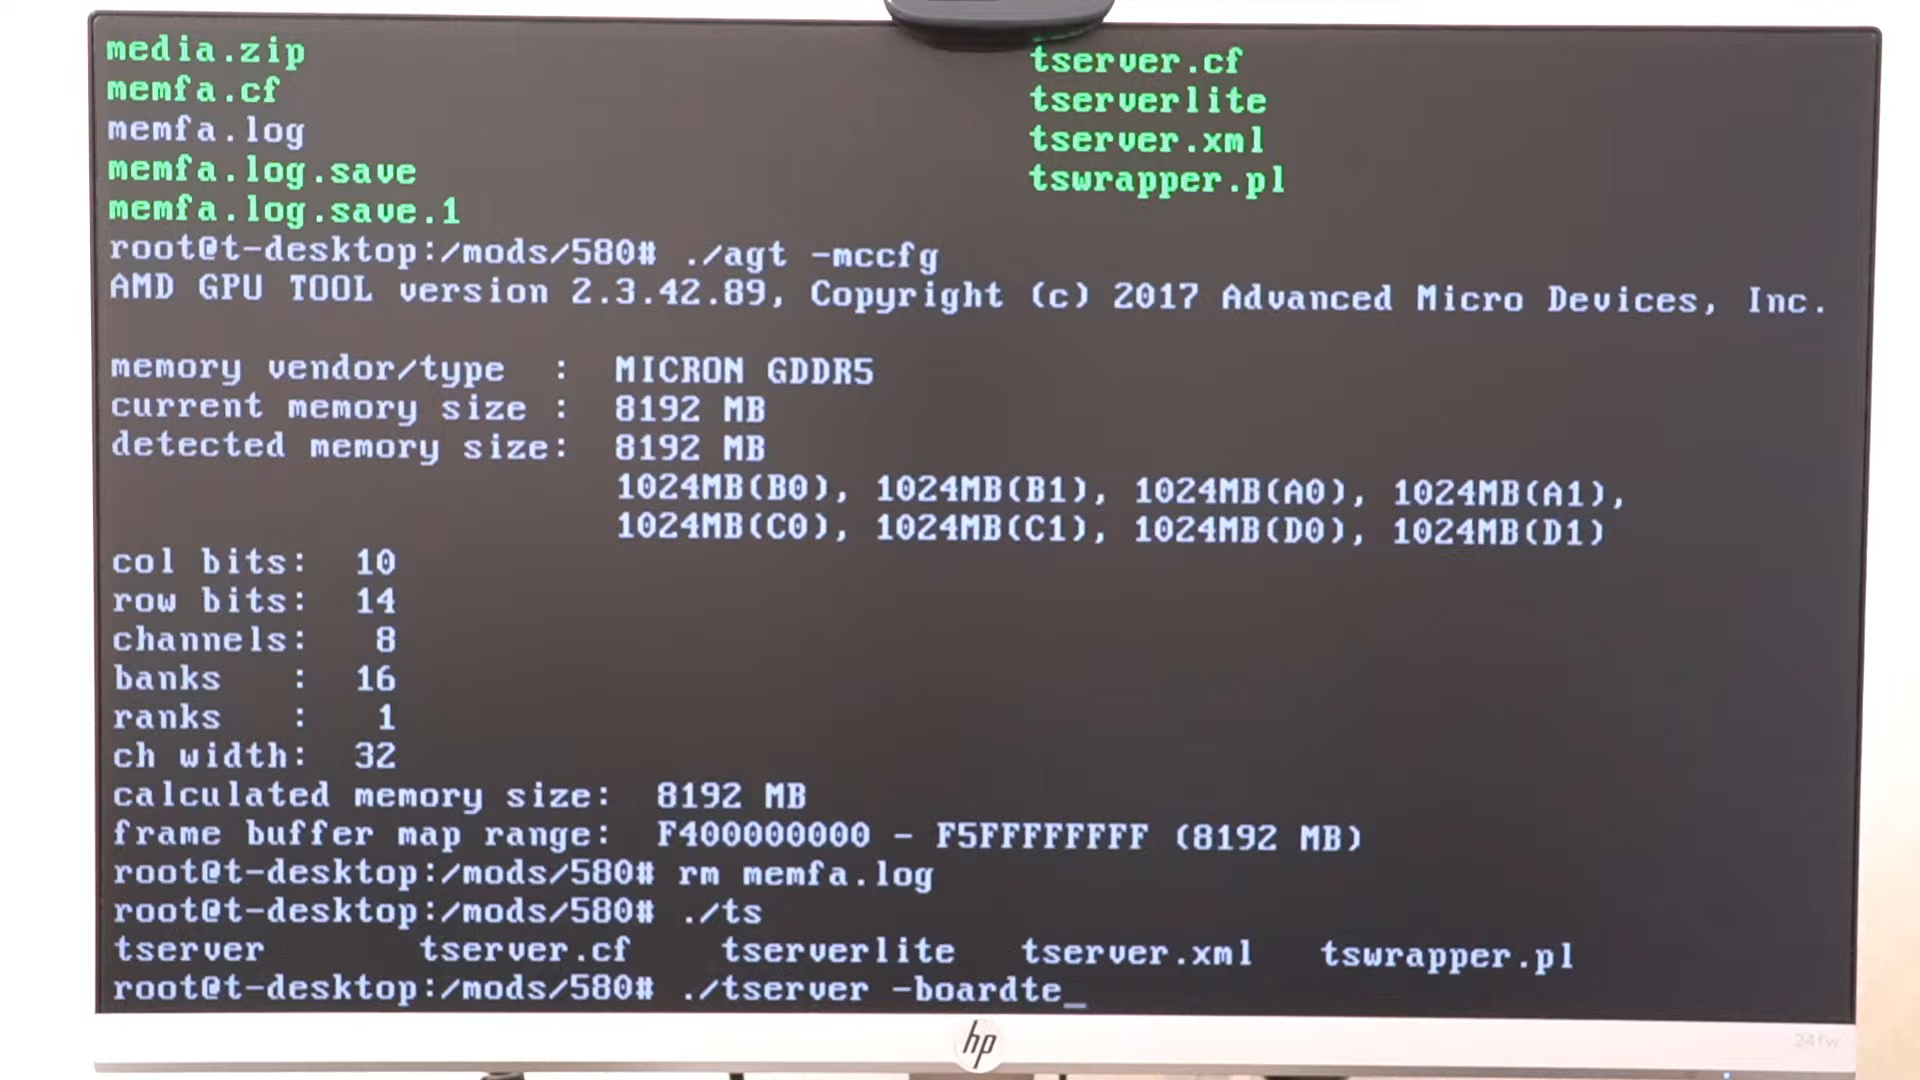 media.zip tserver.cf
memfa.cf tserverlite
memfa.log tserver.xml
memfa.log.save tswrapper.pl
memfa.log.save.1
root@t-desktop:/mods/580# ./agt -mccfg
AMD GPU TOOL version 2.3.42.89, Copyright (c) 2017 Advanced Micro Devices, Inc.
memory vendor/type : MICRON GDDR5
current memory size : 8192 MB
detected memory size: 8192 MB
1024MB(B0), 1024MB(B1), 1024MB(A0), 1024MB(A1),
1024MB(C0), 1024MB(C1), 1024MB(D0), 1024MB(D1)
col bits: 10
row bits: 14
channels: 8
banks : 16
ranks : 1
ch width: 32
calculated memory size: 8192 MB
frame buffer map range: F400000000 - F5FFFFFFFF (8192 MB)
root@t-desktop:/mods/580# rm memfa.log
root@t-desktop:/mods/580# ./ts
tserver tserver.cf tserverlite tserver.xml tswrapper.pl
root@t-desktop:/mods/580# ./tserver -boardte_
hp
24fw